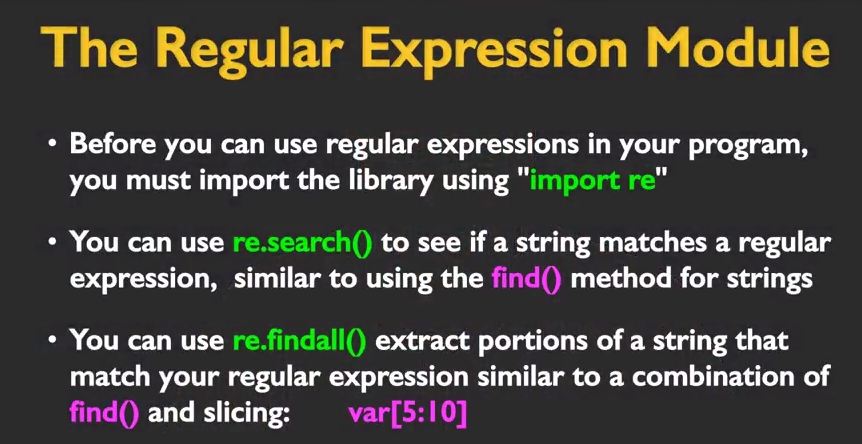 The Regular Expression Module
• Before you can use regular expressions in your program,
you must import the library using "import re"
• You can use re.search() to see if a string matches a regular
expression, similar to using the find() method for strings
• You can use re.findall() extract portions of a string that
match your regular expression similar to a combination of
find() and slicing: var[5:10]